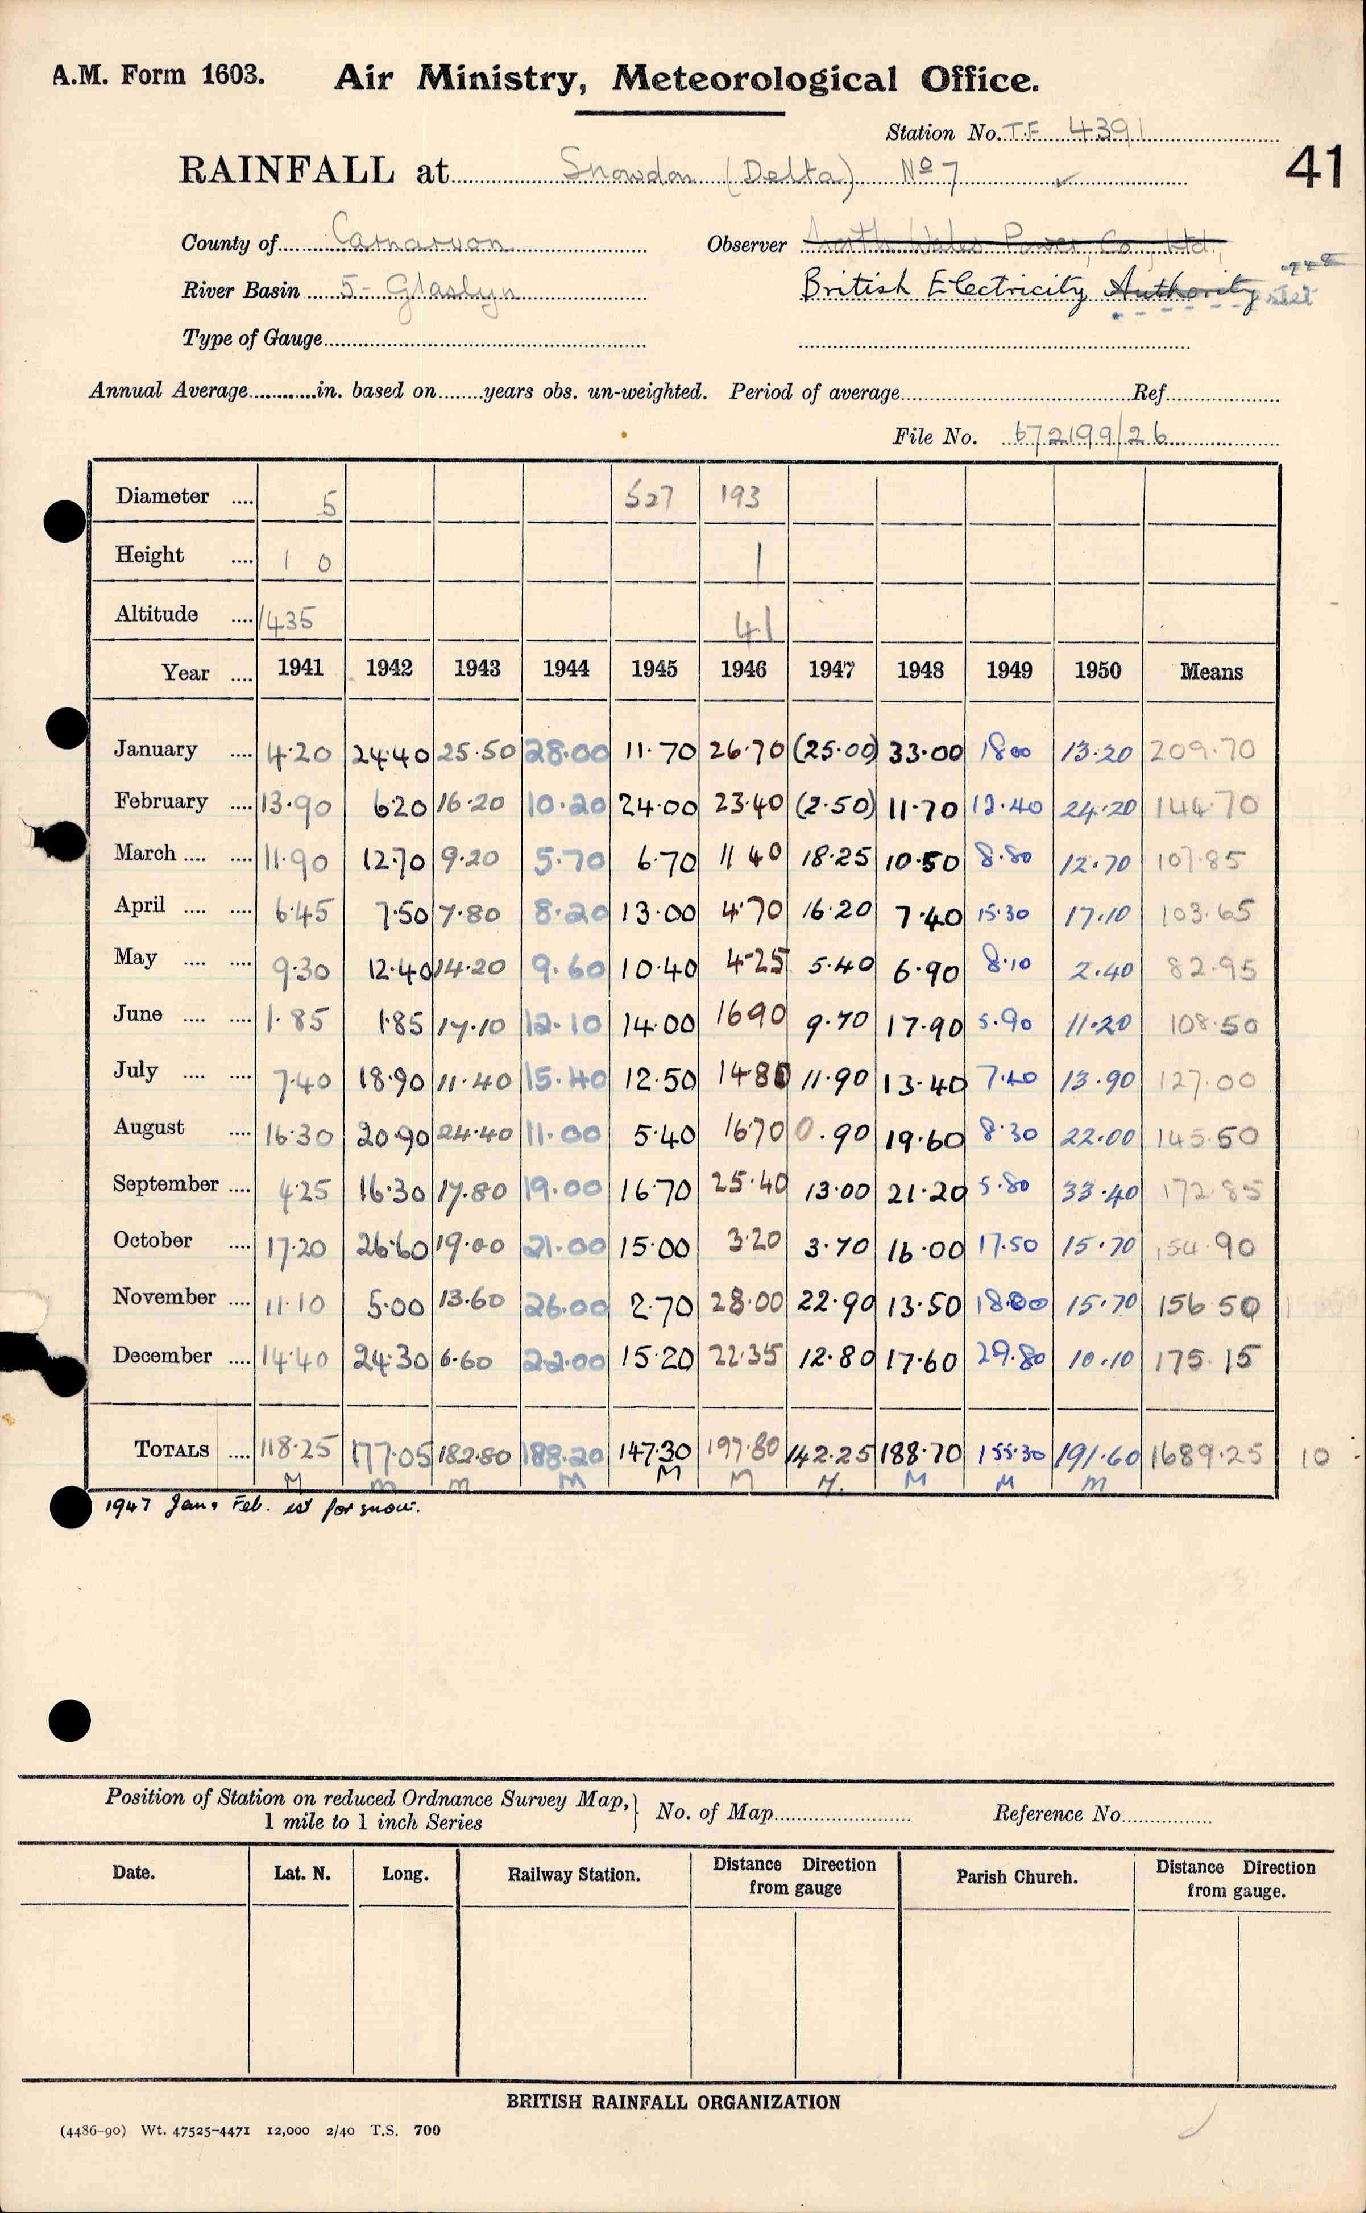 A.M. Form 1603. Air Ministry, Meteorological Office.
Station No. T.F 4391
41
RAINFALL at Snowdon (Delta) Nº 7 ✓
County of Carnarvon Observer North Wales Power, Co, Ltd,
River Basin 5- Glaslyn British Electricity Authority stet
Type of Gauge
Annual Average in. based on years obs. un-weighted. Period of average Ref
File No. 672199/26
Diameter 5 527 193
Height 1 0 1
Altitude 1435 41
Year 1941 1942 1943 1944 1945 1946 1947 1948 1949 1950 Means
January 4.20 24.40 25.50 28.00 11.70 26.70 (25.00) 33.00 18.00 13.20 209.70
February 13.90 6.20 16.20 10.20 24.00 23.40 (2.50) 11.70 12.40 24.20 144.70
March 11.90 12.70 9.20 5.70 6.70 11 40 18.25 10.50 8.80 12.70 107.85
April 6.45 7.50 7.80 8.20 13.00 4.70 16.20 7.40 15.30 17.10 103.65
May 9.30 12.40 14.20 9.60 10.40 4.25 5.40 6.90 8.10 2.40 82.95
June 1.85 1.85 17.10 12.10 14.00 1690 9.70 17.90 5.90 11.20 108.50
July 7.40 18.90 11.40 15.40 12.50 14.80 11.90 13.40 7.40 13.90 127.00
August 16.30 20.90 24.40 11.00 5.40 1670 0.90 19.60 8.30 22.00 145.50
September 4.25 16.30 17.80 19.00 16.70 25.40 13.00 21.20 5.80 33.40 172.85
October 17.20 26.60 19.00 21.00 15.00 3.20 3.70 16.00 17.50 15.70 154.90
November 11.10 5.00 13.60 26.00 2.70 28.00 22.90 13.50 18.00 15.70 156.50
December 14.40 24.30 6.60 22.00 15.20 22.35 12.80 17.60 29.80 10.10 175.15
TOTALS 118.25 177.05 182.80 188.20 147.30 197.80 142.25 188.70 155.30 191.60 1689.25 10
M m m M M M M. M M m
1947 Jan, Feb. est for snow.
Position of Station on reduced Ordnance Survey Map, 1 mile to 1 inch Series No. of Map Reference No.
Date. Lat. N. Long. Railway Station. Distance Direction from gauge Parish Church. Distance Direction from gauge.
BRITISH RAINFALL ORGANIZATION
(4486-90) Wt. 47525-4471 12,000 2/40 T.S. 700